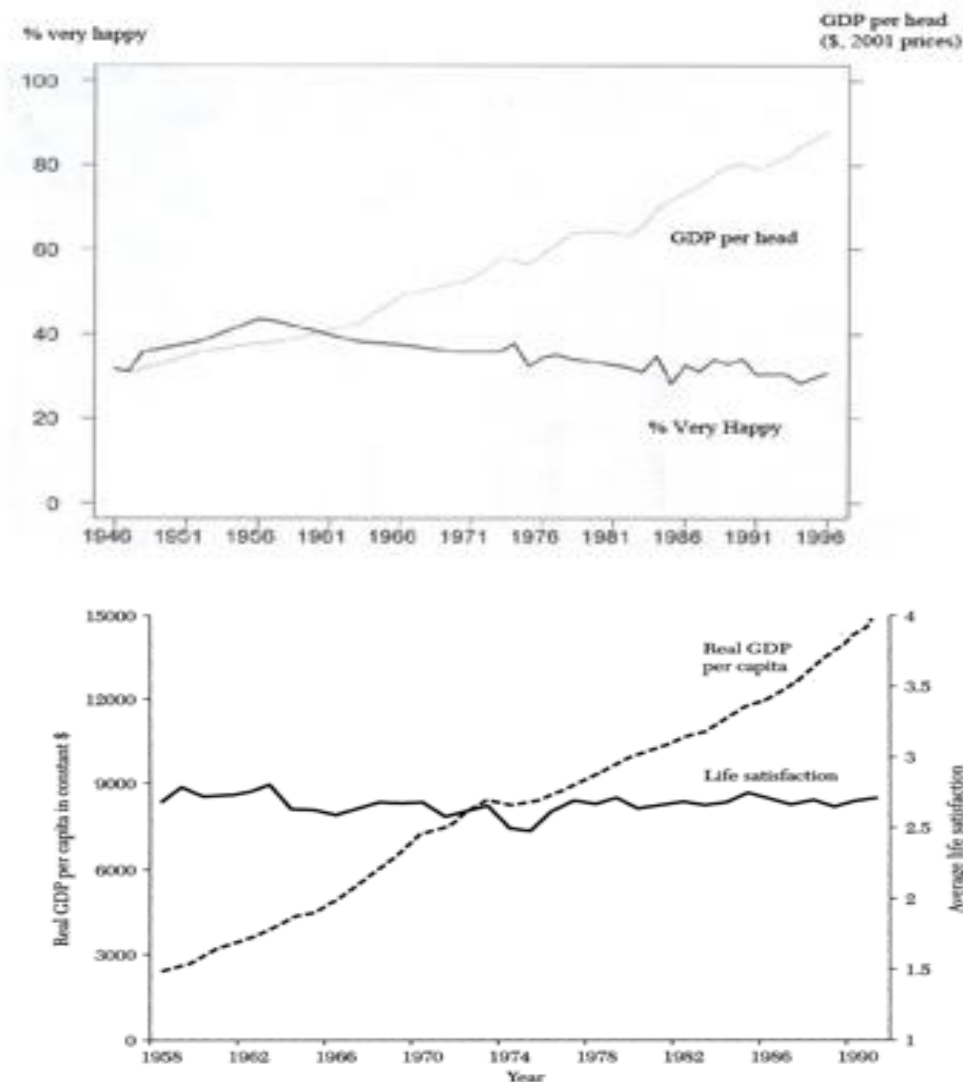 % very happy
GDP per head
($, 2001 prices)
100
80
60
40
20
0
GDP per head
% Very Happy
1946 1951 1956 1961 1966 1971 1976 1981 1986 1991 1996
15000
12000
9000
6000
3000
0
Real GDP per capita in constant $
Real GDP
per capita
Life satisfaction
4
3.5
3
2.5
2
1.5
1
Average life satisfaction
1958 1962 1966 1970 1974 1978 1982 1986 1990
Year